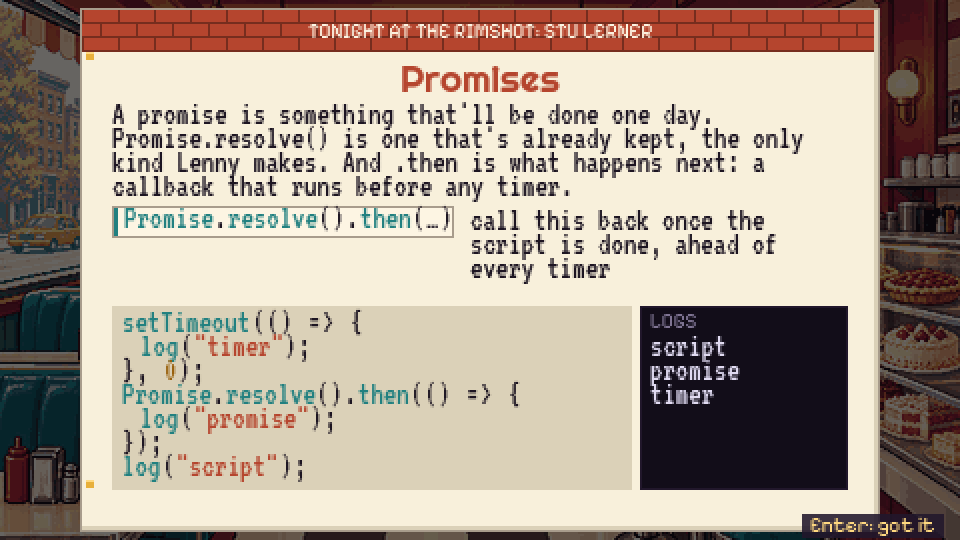 TONIGHT AT THE RIMSHOT: STU LERNER
Promises
A promise is something that'll be done one day.
Promise.resolve() is one that's already kept, the only
kind Lenny makes. And .then is what happens next: a
callback that runs before any timer.
Promise.resolve().then(…)
call this back once the
script is done, ahead of
every timer
setTimeout(() => {
  log("timer");
}, 0);
Promise.resolve().then(() => {
  log("promise");
});
log("script");
LOGS
script
promise
timer
Enter: got it